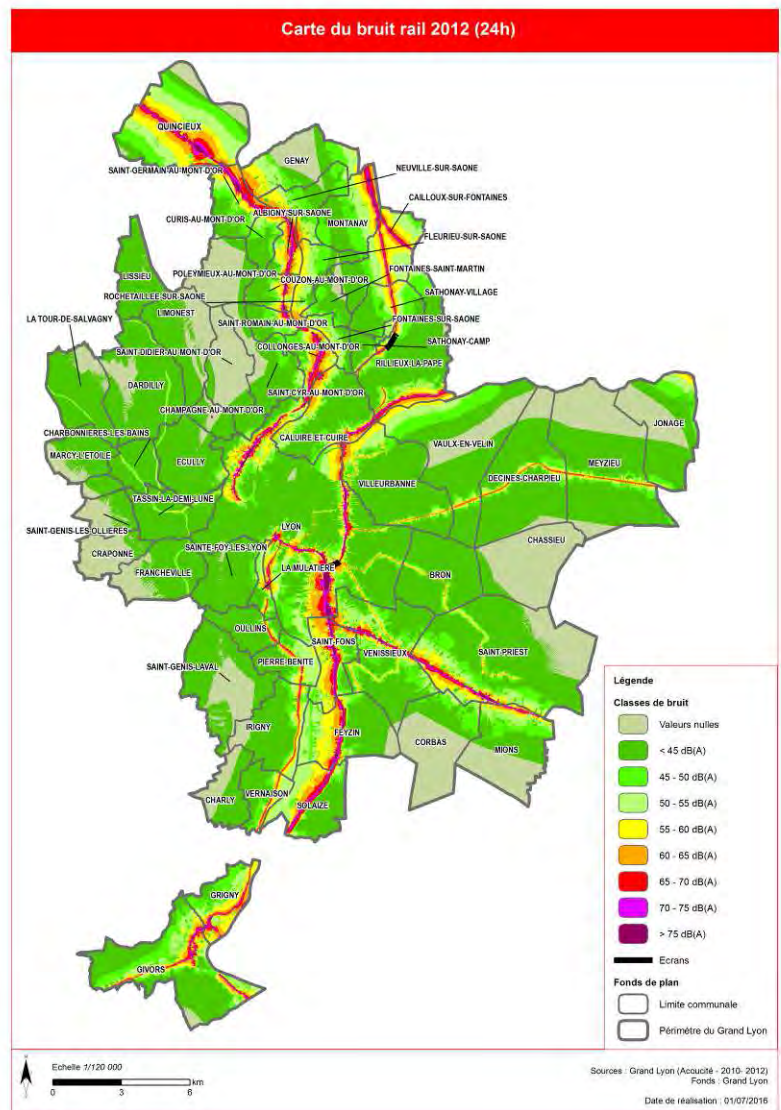 Carte du bruit rail 2012 (24h)
QUINCIEUX
GENAY
SAINT-GERMAIN-AU-MONT-D'OR
NEUVILLE-SUR-SAONE
CAILLOUX-SUR-FONTAINES
ALBIGNY-SUR-SAONE
CURIS-AU-MONT-D'OR
MONTANAY
FLEURIEU-SUR-SAONE
POLEYMIEUX-AU-MONT-D'OR
COUZON-AU-MONT-D'OR
FONTAINES-SAINT-MARTIN
LISSIEU
ROCHETAILLEE-SUR-SAONE
SATHONAY-VILLAGE
LIMONEST
LA TOUR-DE-SALVAGNY
SAINT-ROMAIN-AU-MONT-D'OR
FONTAINES-SUR-SAONE
COLLONGES-AU-MONT-D'OR
SATHONAY-CAMP
SAINT-DIDIER-AU-MONT-D'OR
RILLIEUX-LA-PAPE
DARDILLY
SAINT-CYR-AU-MONT-D'OR
CHAMPAGNE-AU-MONT-D'OR
JONAGE
CHARBONNIERES-LES-BAINS
CALUIRE-ET-CUIRE
VAULX-EN-VELIN
MARCY-L'ETOILE
ECULLY
MEYZIEU
DECINES-CHARPIEU
VILLEURBANNE
TASSIN-LA-DEMI-LUNE
LYON
SAINT-GENIS-LES-OLLIERES
CHASSIEU
SAINTE-FOY-LES-LYON
CRAPONNE
LA MULATIERE
FRANCHEVILLE
BRON
OULLINS
SAINT-FONS
VENISSIEUX
SAINT-PRIEST
PIERRE-BENITE
SAINT-GENIS-LAVAL
IRIGNY
FEYZIN
CORBAS
MIONS
CHARLY
VERNAISON
SOLAIZE
GRIGNY
GIVORS
Légende
Classes de bruit
Valeurs nulles
< 45 dB(A)
45 - 50 dB(A)
50 - 55 dB(A)
55 - 60 dB(A)
60 - 65 dB(A)
65 - 70 dB(A)
70 - 75 dB(A)
> 75 dB(A)
Ecrans
Fonds de plan
Limite communale
Périmètre du Grand Lyon
Echelle 1/120 000
0 3 6 km
Sources : Grand Lyon (Acoucité - 2010- 2012)
Fonds : Grand Lyon
Date de réalisation : 01/07/2016